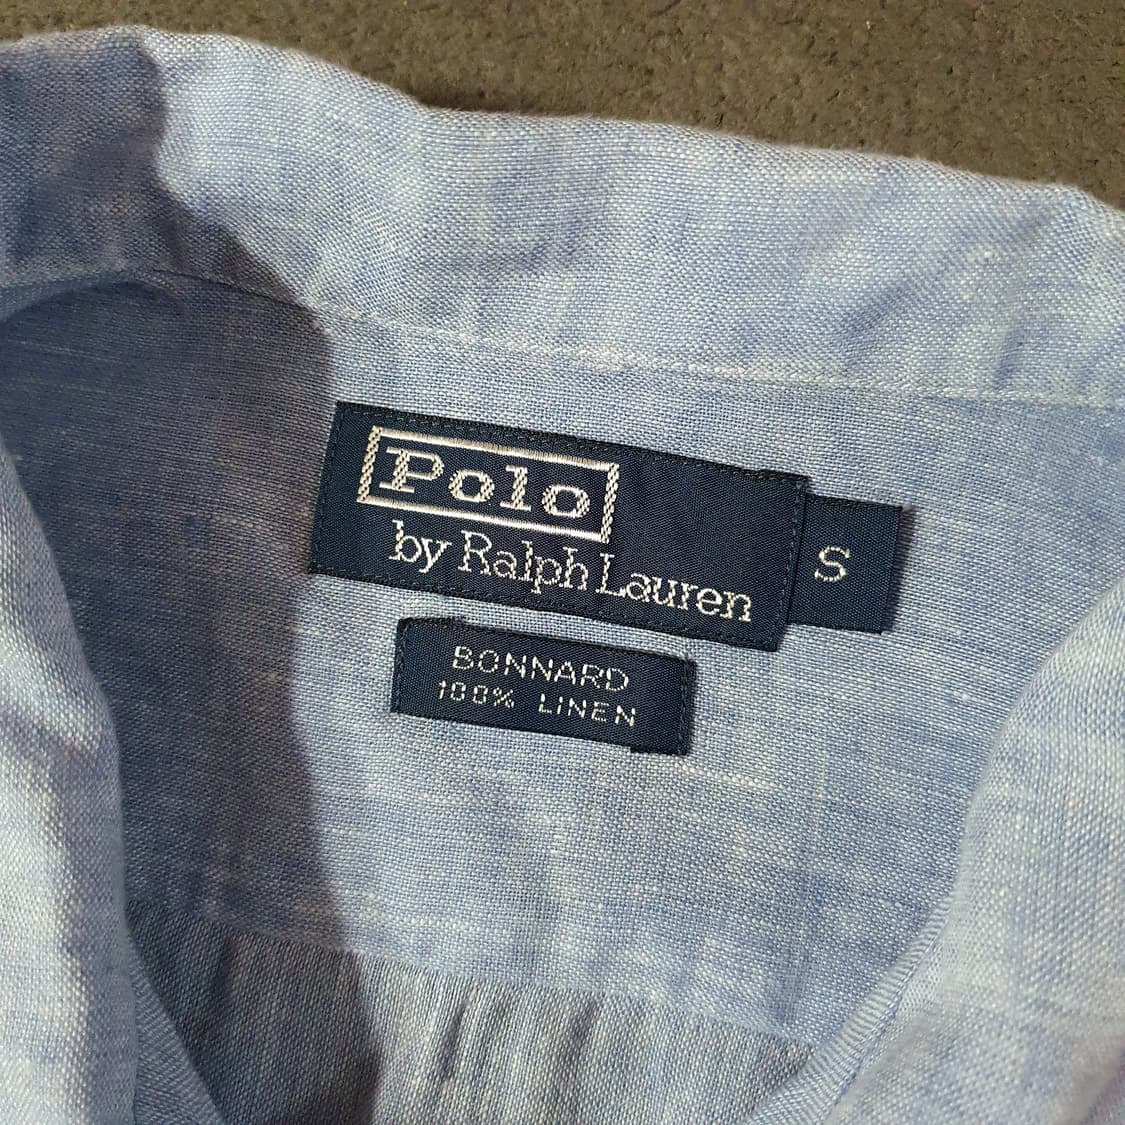 Polo
by Ralph Lauren
S
BONNARD
100% LINEN